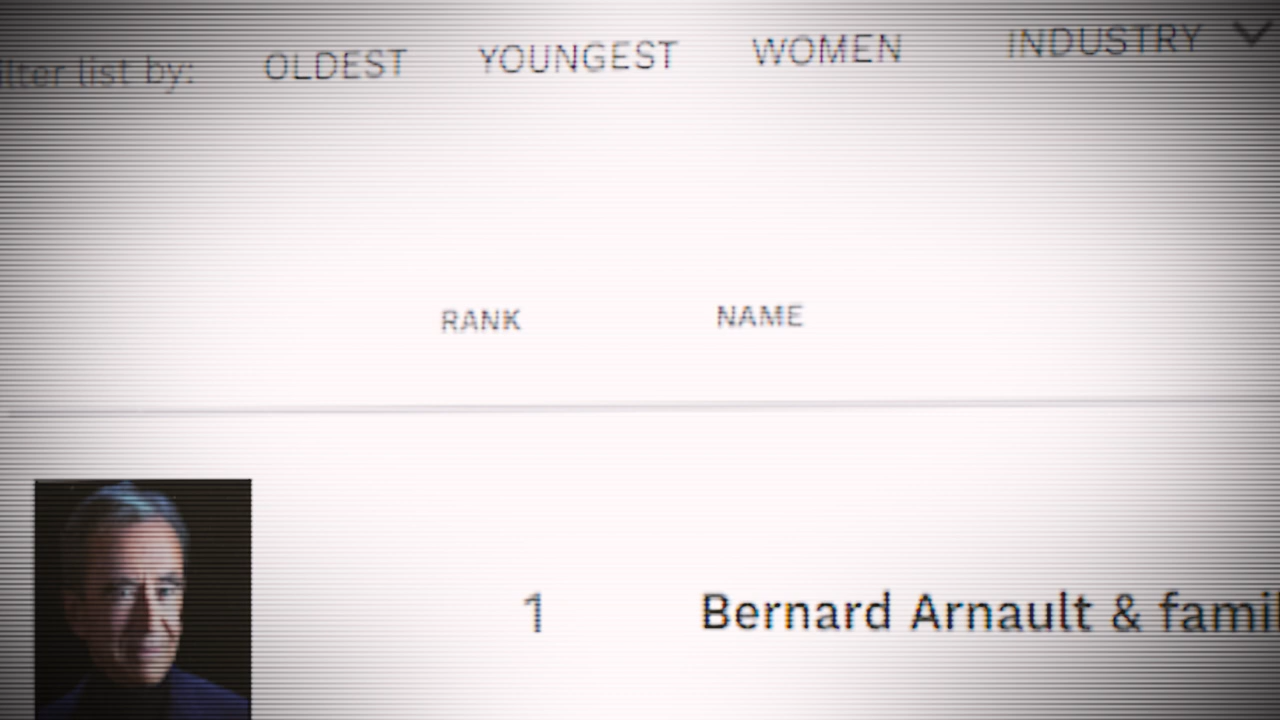 ilter list by: OLDEST YOUNGEST WOMEN INDUSTRY
RANK NAME
1 Bernard Arnault & famil